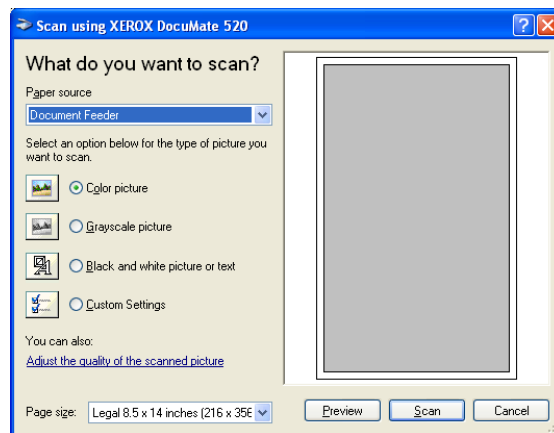 Scan using XEROX DocuMate 520
What do you want to scan?
Paper source
Document Feeder
Select an option below for the type of picture you
want to scan.
Color picture
Grayscale picture
Black and white picture or text
Custom Settings
You can also:
Adjust the quality of the scanned picture
Page size: Legal 8.5 x 14 inches (216 x 356
Preview Scan Cancel